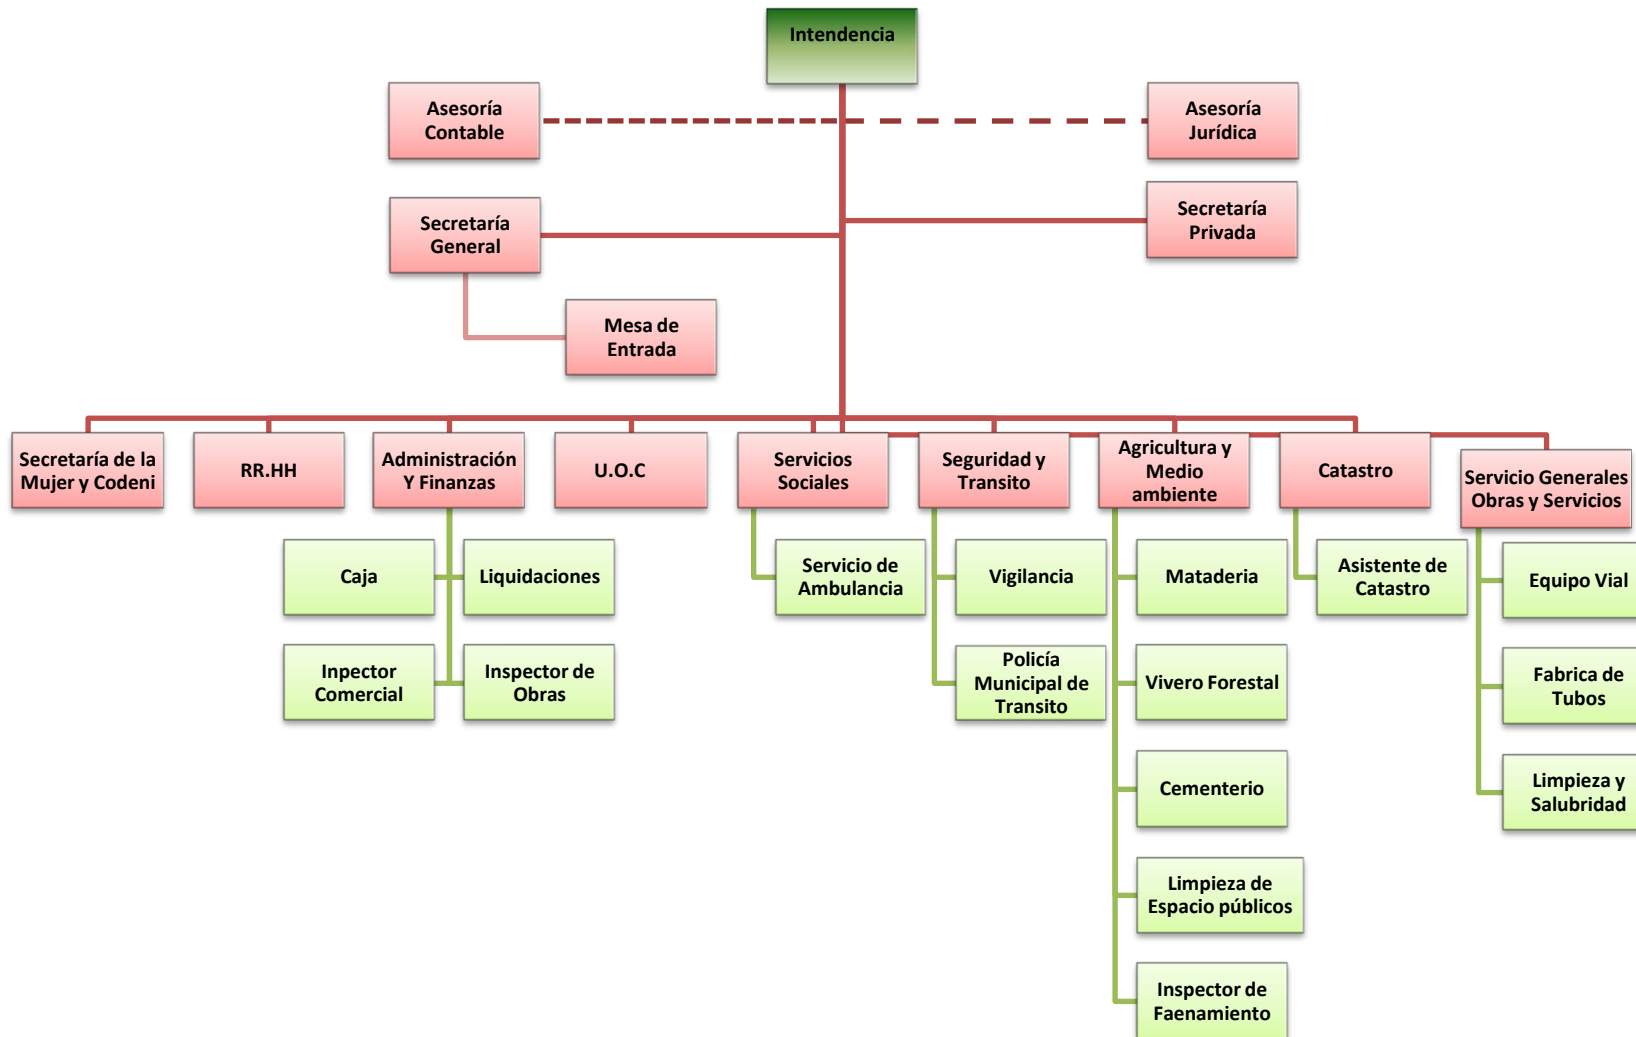 Intendencia
Asesoría
Contable
Asesoría
Jurídica
Secretaría
General
Secretaría
Privada
Mesa de
Entrada
Secretaría de la
Mujer y Codeni
RR.HH
Administración
Y Finanzas
U.O.C
Servicios
Sociales
Seguridad y
Transito
Agricultura y
Medio
ambiente
Catastro
Servicio Generales
Obras y Servicios
Caja
Liquidaciones
Inpector
Comercial
Inspector de
Obras
Servicio de
Ambulancia
Vigilancia
Policía
Municipal de
Transito
Mataderia
Vivero Forestal
Cementerio
Limpieza de
Espacio públicos
Inspector de
Faenamiento
Asistente de
Catastro
Equipo Vial
Fabrica de
Tubos
Limpieza y
Salubridad